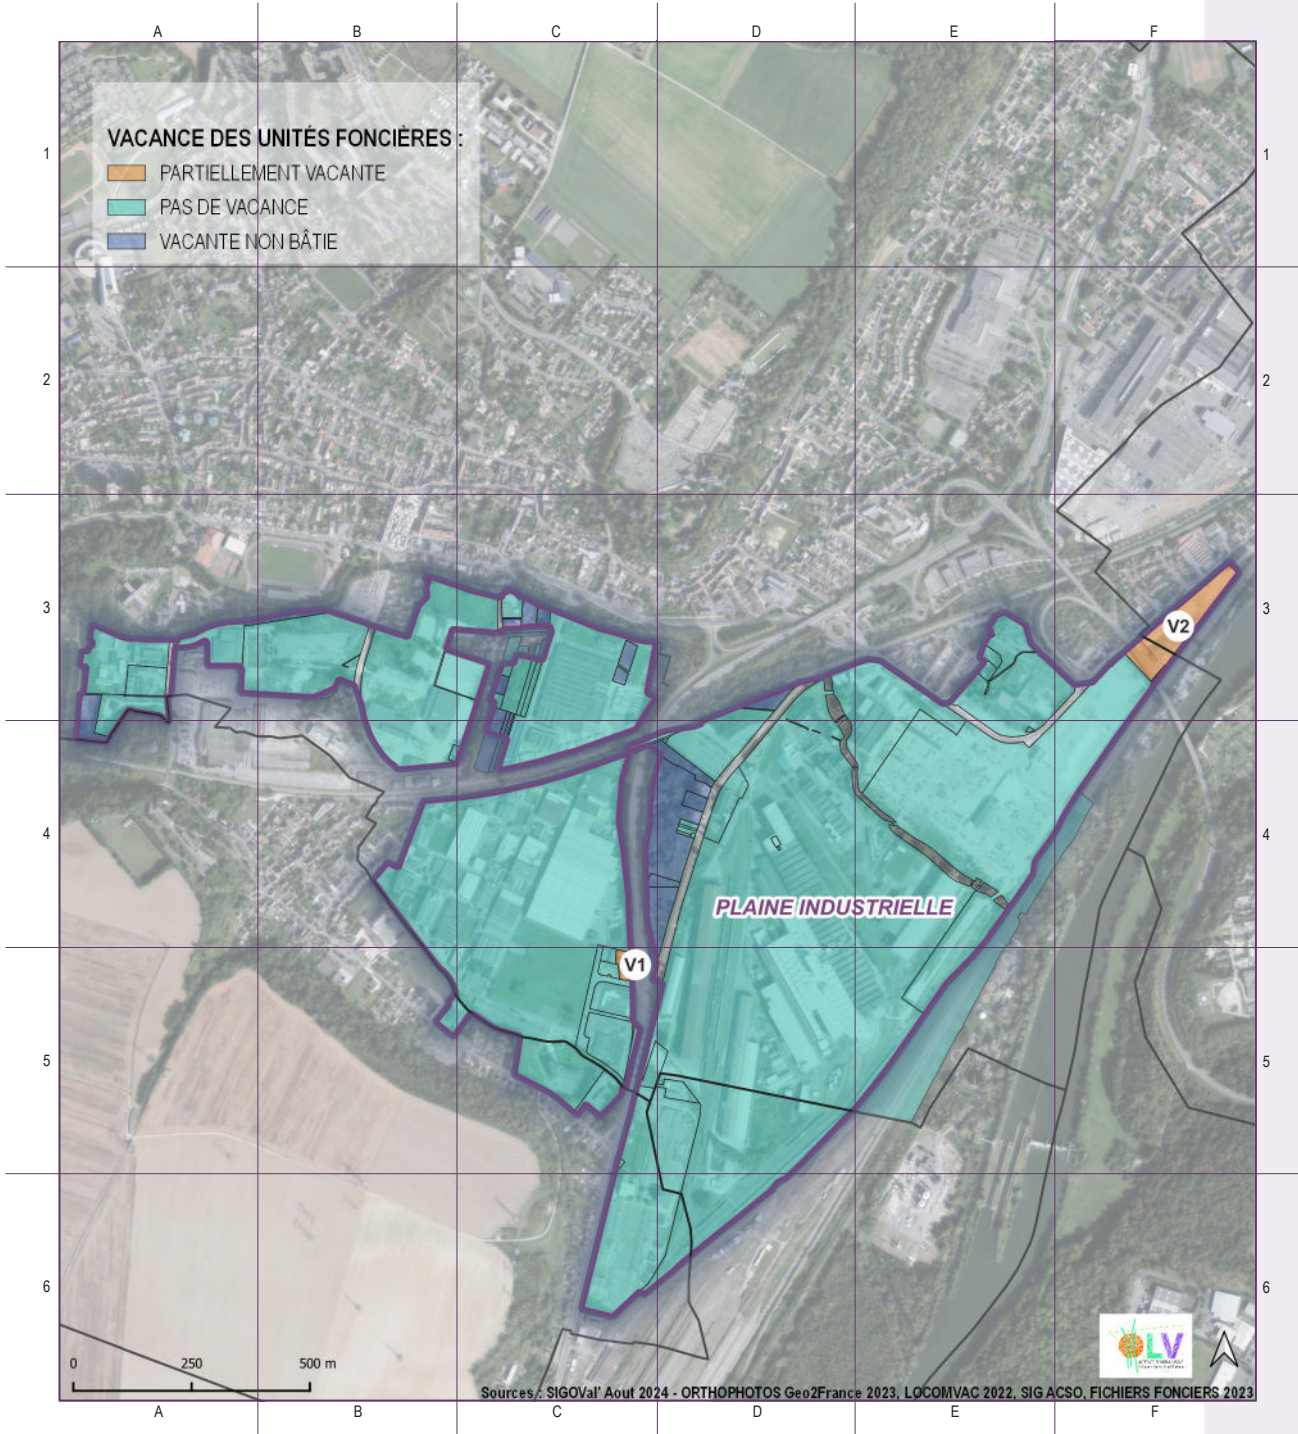 A B C D E F
VACANCE DES UNITÉS FONCIÈRES :
1 1
PARTIELLEMENT VACANTE
PAS DE VACANCE
VACANTE NON BÂTIE
2 2
3 3
V2
4 4
PLAINE INDUSTRIELLE
V1
5 5
6 6
OLV
0 250 500 m
Sources : SIGOVal' Aout 2024 - ORTHOPHOTOS Geo2France 2023, LOCOMVAC 2022, SIG ACSO, FICHIERS FONCIERS 2023
A B C D E F